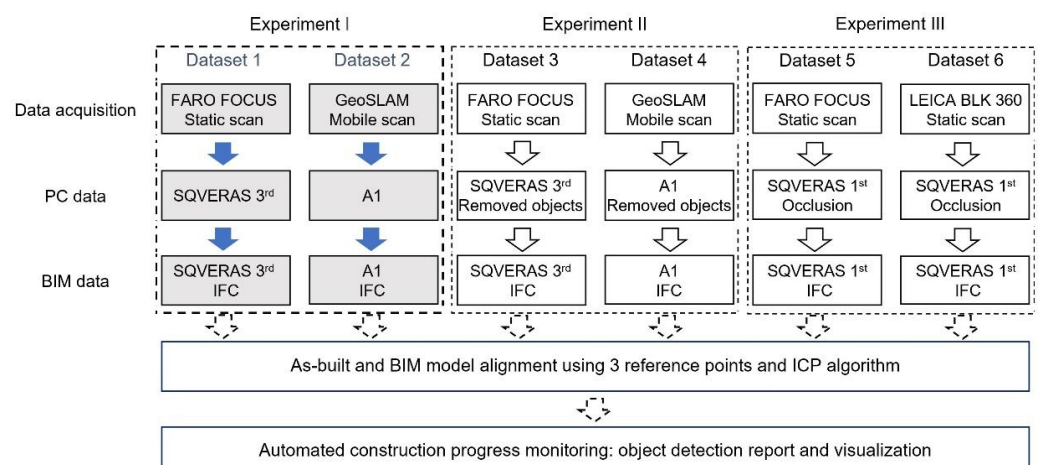 Experiment I Experiment II Experiment III
Dataset 1 Dataset 2 Dataset 3 Dataset 4 Dataset 5 Dataset 6
Data acquisition
FARO FOCUS
Static scan
GeoSLAM
Mobile scan
FARO FOCUS
Static scan
GeoSLAM
Mobile scan
FARO FOCUS
Static scan
LEICA BLK 360
Static scan
PC data
SQVERAS 3rd
A1
SQVERAS 3rd
Removed objects
A1
Removed objects
SQVERAS 1st
Occlusion
SQVERAS 1st
Occlusion
BIM data
SQVERAS 3rd
IFC
A1
IFC
SQVERAS 3rd
IFC
A1
IFC
SQVERAS 1st
IFC
SQVERAS 1st
IFC
As-built and BIM model alignment using 3 reference points and ICP algorithm
Automated construction progress monitoring: object detection report and visualization